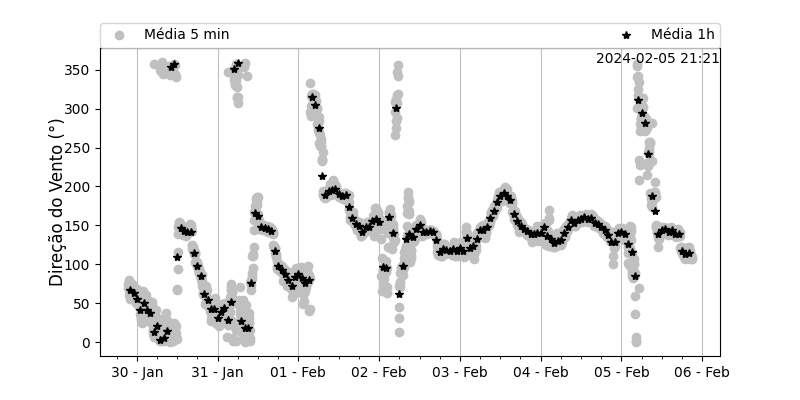 Média 5 min
Média 1h
2024-02-05 21:21
Direção do Vento (°)
350
300
250
200
150
100
50
0
30 - Jan
31 - Jan
01 - Feb
02 - Feb
03 - Feb
04 - Feb
05 - Feb
06 - Feb